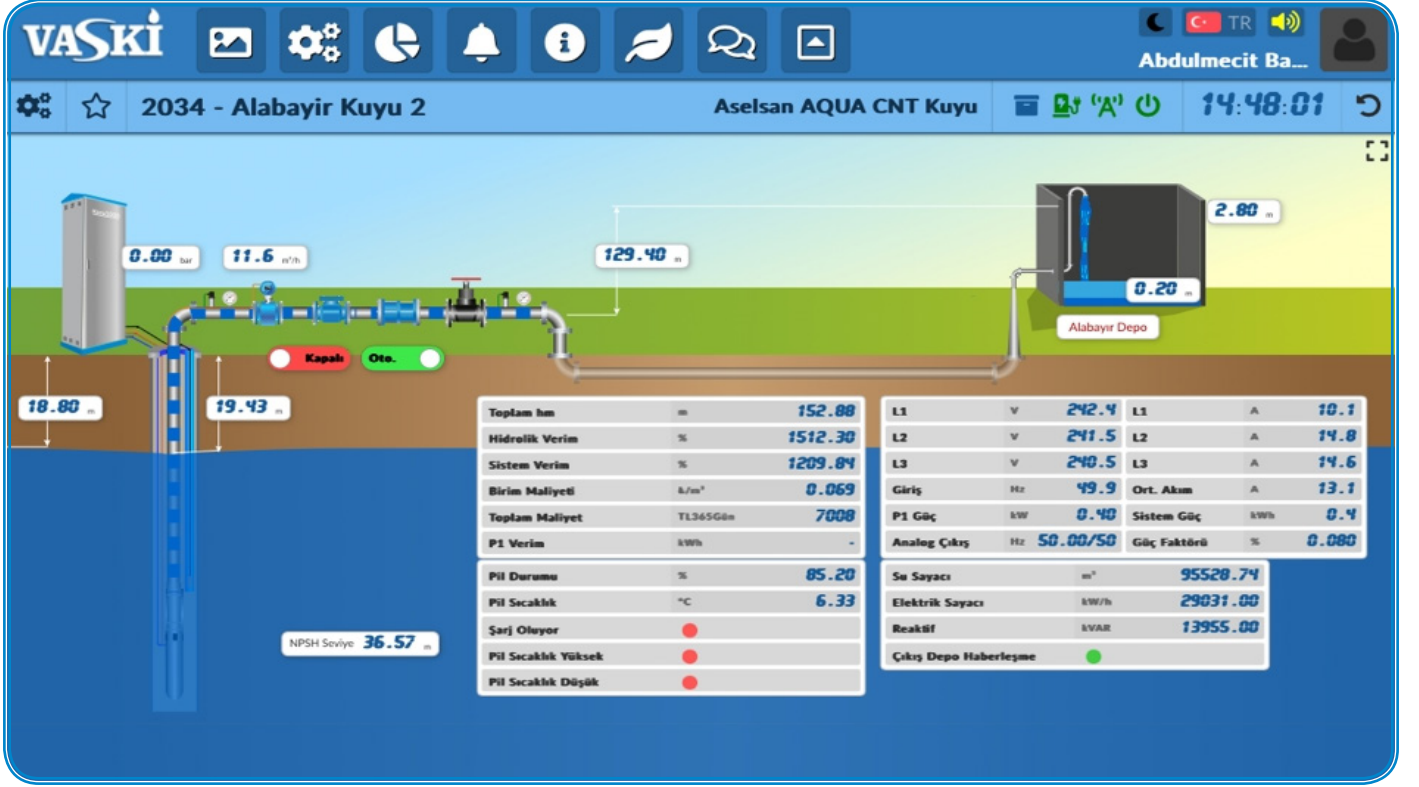 VASKİ
TR
Abdulmecit Ba...
2034 - Alabayir Kuyu 2
Aselsan AQUA CNT Kuyu
14:48:01
0.00 bar
11.6 m³/h
129.40 m
2.80 m
0.20 m
Alabayır Depo
Kapalı
Oto.
18.80 m
19.43 m
NPSH Seviye 36.57 m
Toplam hm m 152.88
Hidrolik Verim % 1512.30
Sistem Verim % 1209.84
Birim Maliyeti ₺/m³ 0.069
Toplam Maliyet TL365Gün 7008
P1 Verim kWh -
L1 V 242.4 L1 A 10.1
L2 V 241.5 L2 A 14.8
L3 V 240.5 L3 A 14.6
Giriş Hz 49.9 Ort. Akım A 13.1
P1 Güç kW 0.40 Sistem Güç kWh 0.4
Analog Çıkış Hz 50.00/50 Güç Faktörü % 0.080
Pil Durumu % 85.20
Pil Sıcaklık °C 6.33
Şarj Oluyor
Pil Sıcaklık Yüksek
Pil Sıcaklık Düşük
Su Sayacı m³ 95528.74
Elektrik Sayacı kW/h 29031.00
Reaktif kVAR 13955.00
Çıkış Depo Haberleşme